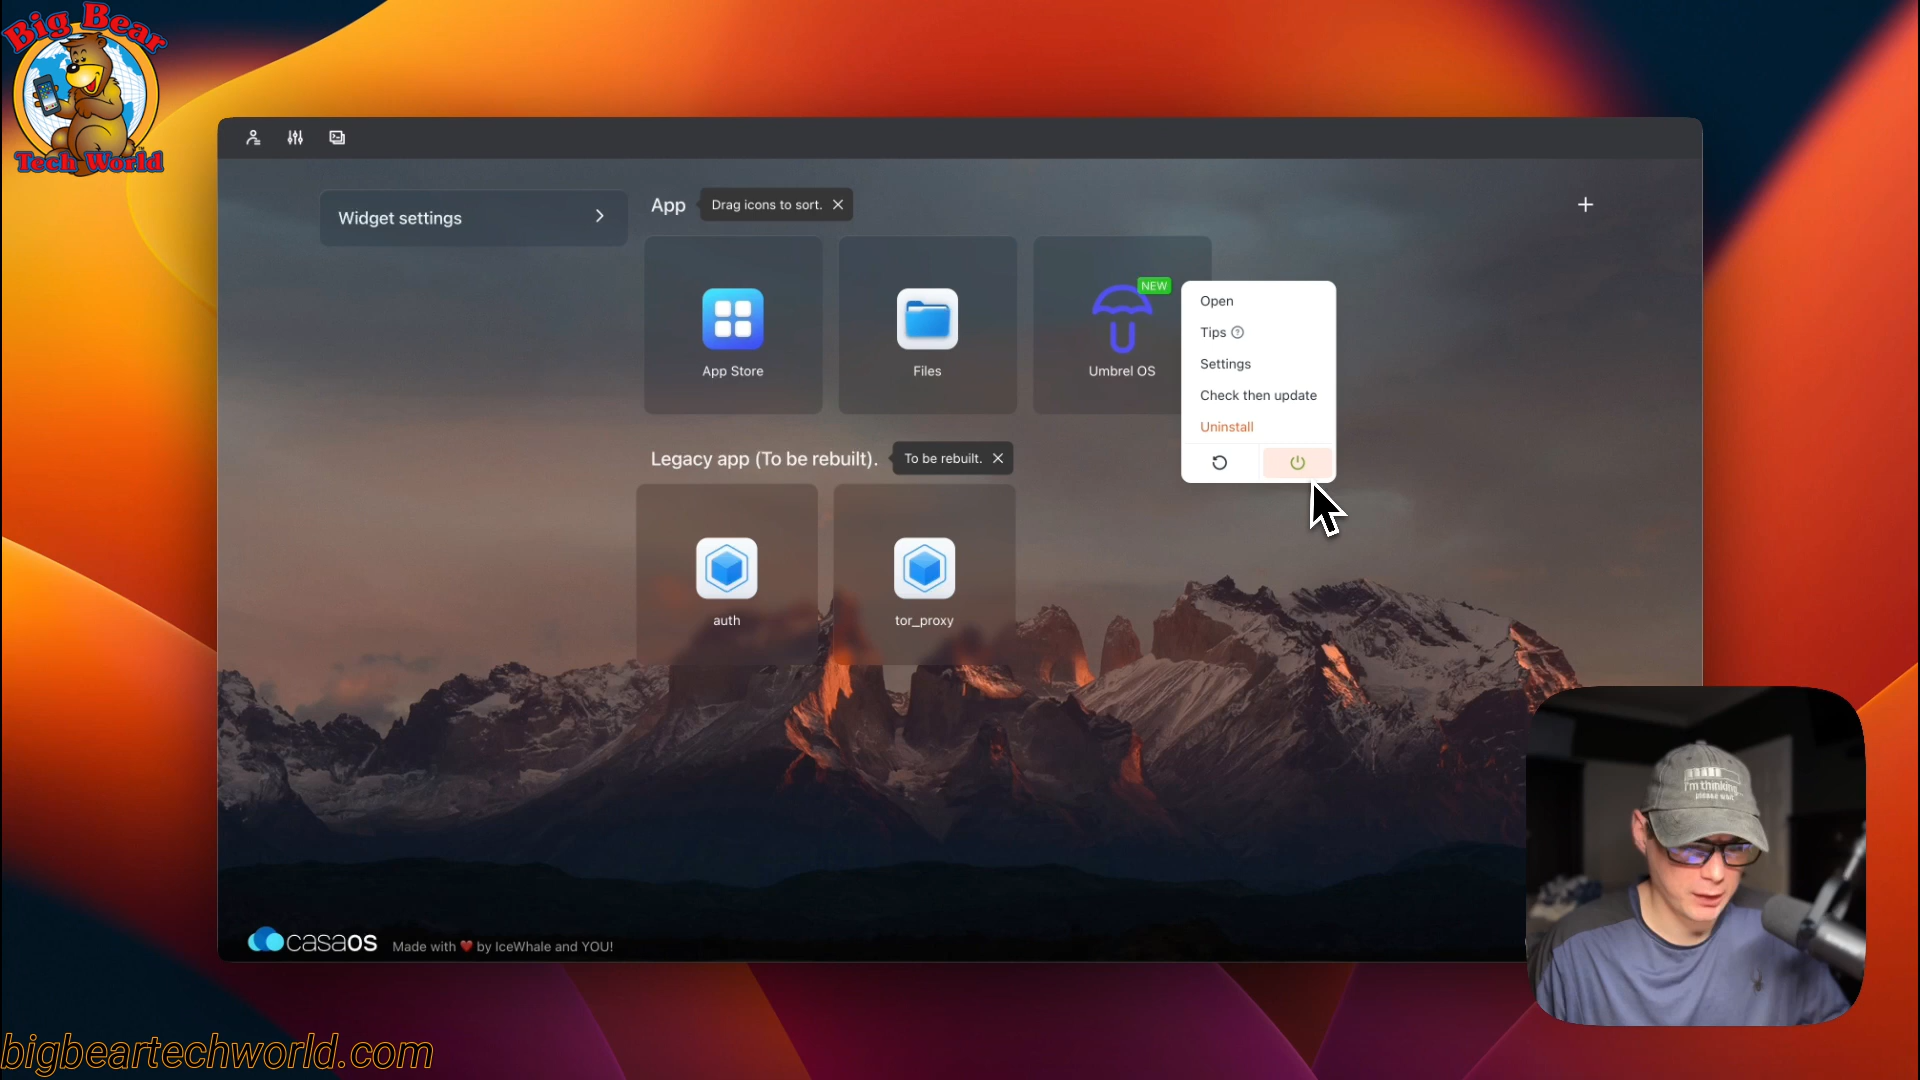 Big Bear
Tech World
Widget settings
App
Drag icons to sort.
NEW
App Store
Files
Umbrel OS
Open
Tips
Settings
Check then update
Uninstall
Legacy app (To be rebuilt).
To be rebuilt.
auth
tor_proxy
i'm thinking
please wait
casaOS
Made with ❤️ by IceWhale and YOU!
bigbeartechworld.com